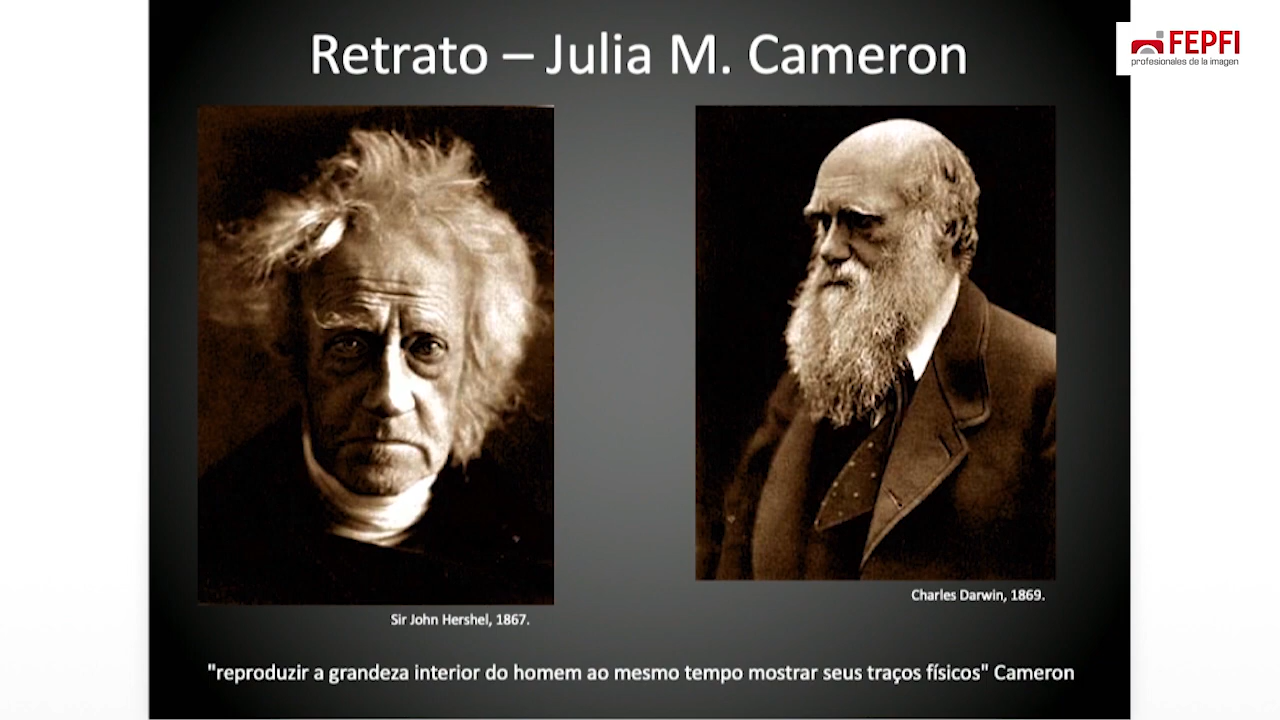 Retrato – Julia M. Cameron
FEPFI
profesionales de la imagen
Sir John Hershel, 1867.
Charles Darwin, 1869.
"reproduzir a grandeza interior do homem ao mesmo tempo mostrar seus traços físicos" Cameron